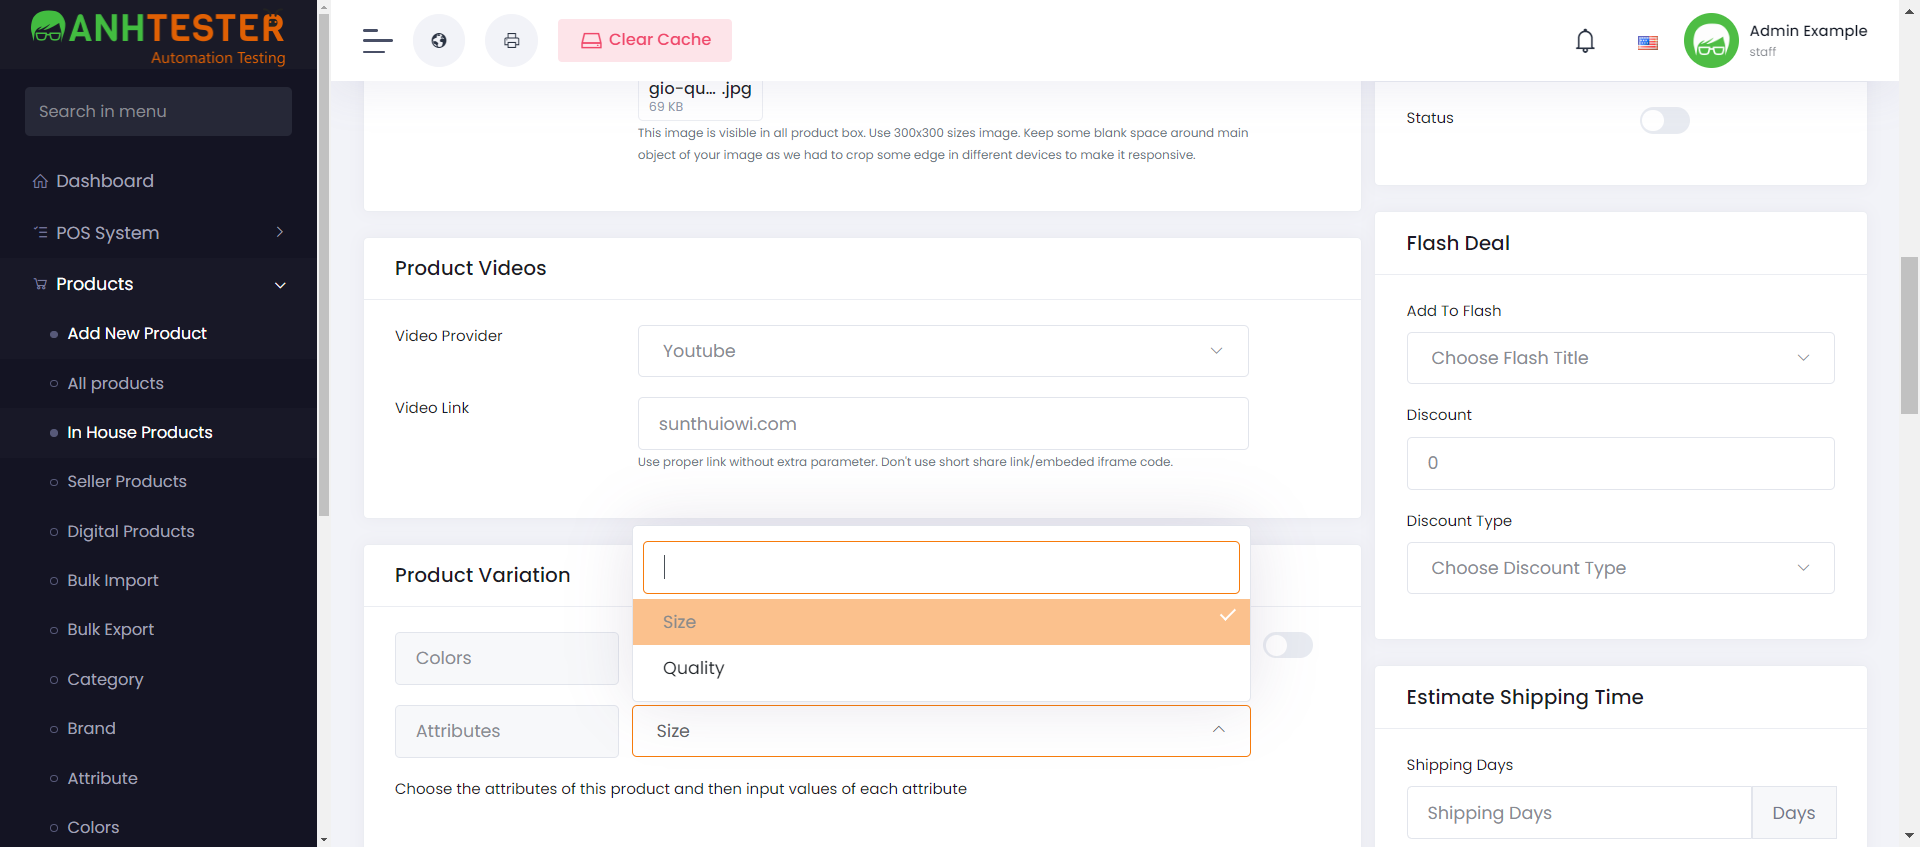 ANHTESTER
Automation Testing
Search in menu
Dashboard
POS System
Products
Add New Product
All products
In House Products
Seller Products
Digital Products
Bulk Import
Bulk Export
Category
Brand
Attribute
Colors
Clear Cache
Admin Example
staff
gio-qu... .jpg
69 KB
This image is visible in all product box. Use 300x300 sizes image. Keep some blank space around main
object of your image as we had to crop some edge in different devices to make it responsive.
Product Videos
Video Provider
Youtube
Video Link
sunthuiowi.com
Use proper link without extra parameter. Don't use short share link/embeded iframe code.
Product Variation
Size
Quality
Colors
Attributes
Size
Choose the attributes of this product and then input values of each attribute
Status
Flash Deal
Add To Flash
Choose Flash Title
Discount
0
Discount Type
Choose Discount Type
Estimate Shipping Time
Shipping Days
Shipping Days
Days